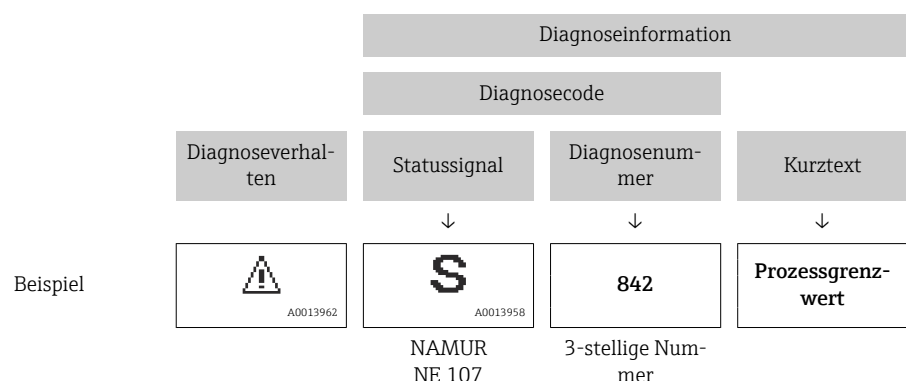 Diagnoseinformation
Diagnosecode
Diagnoseverhal-
ten
Statussignal
Diagnosenum-
mer
Kurztext
↓ ↓ ↓
Beispiel
A0013962
S
A0013958
842
Prozessgrenz-
wert
NAMUR
NE 107
3-stellige Num-
mer